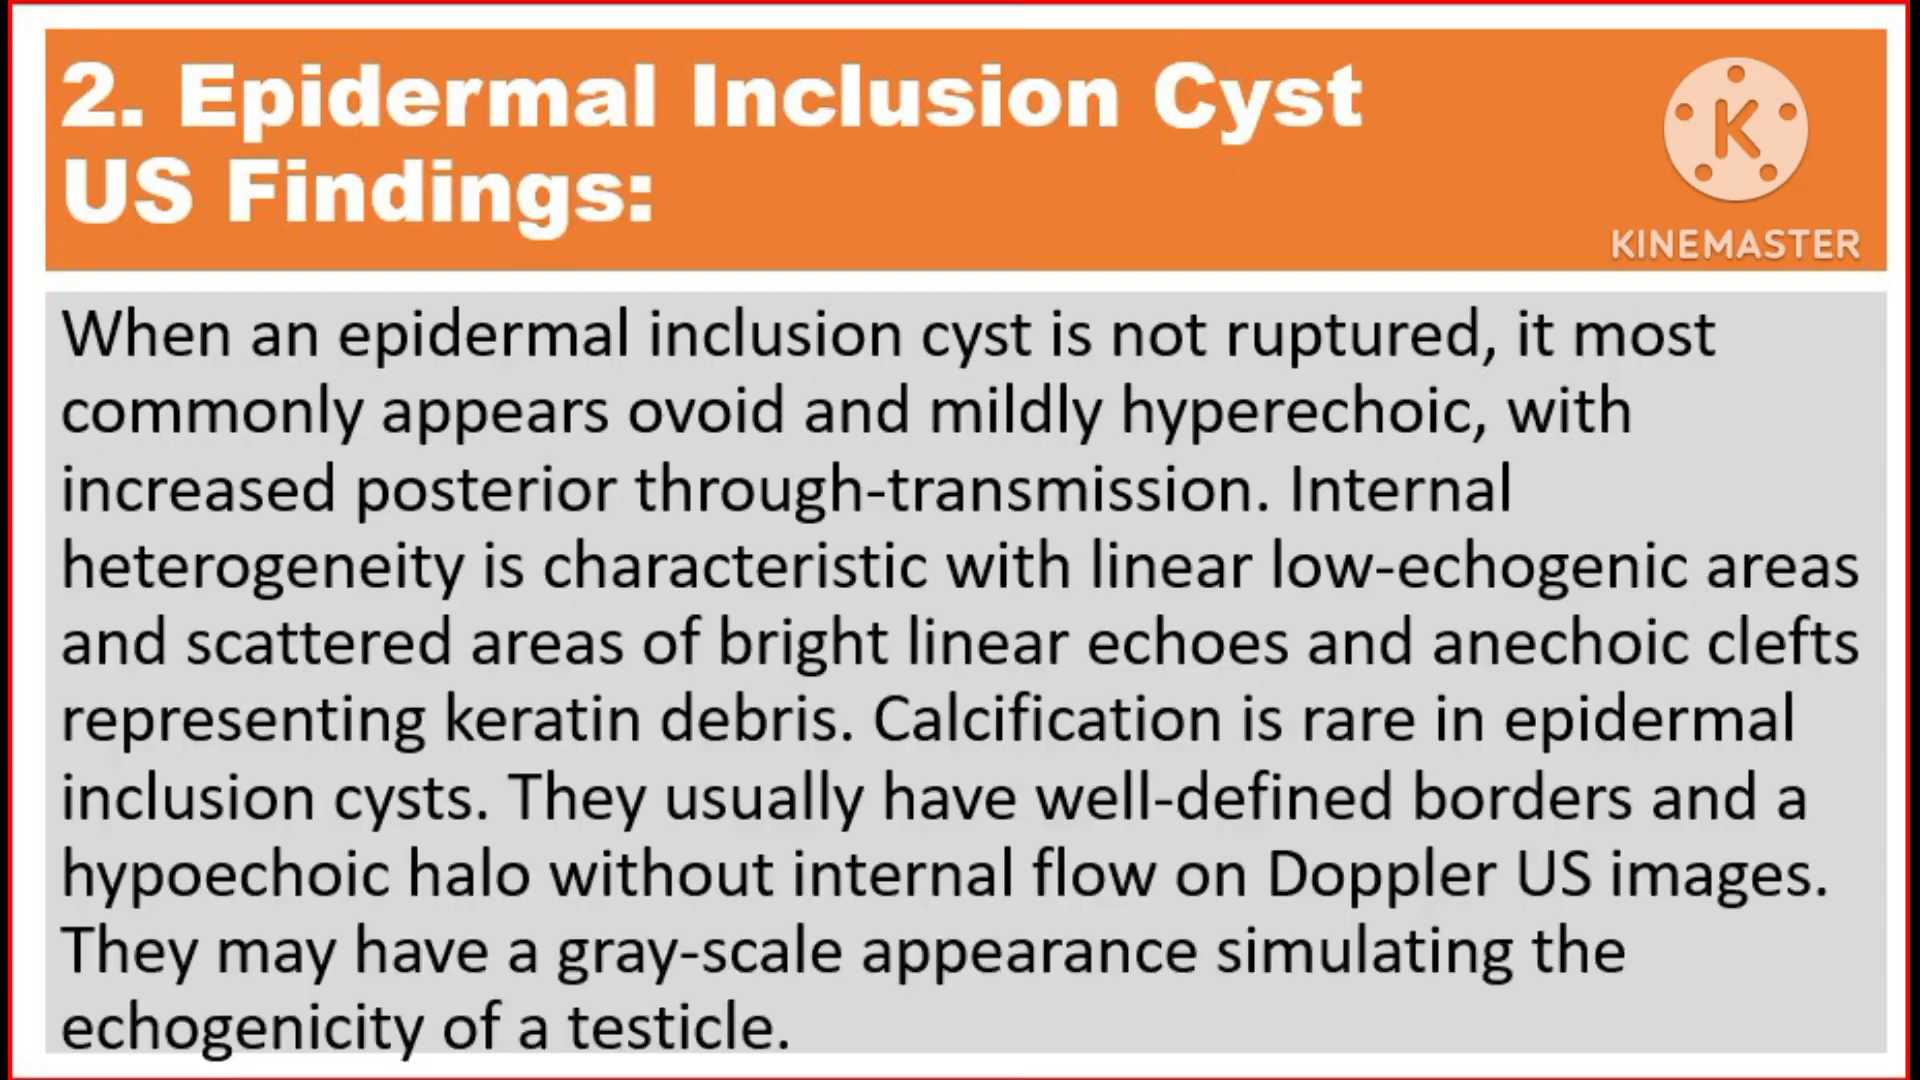 2. Epidermal Inclusion Cyst
US Findings:
K
KINEMASTER
When an epidermal inclusion cyst is not ruptured, it most
commonly appears ovoid and mildly hyperechoic, with
increased posterior through-transmission. Internal
heterogeneity is characteristic with linear low-echogenic areas
and scattered areas of bright linear echoes and anechoic clefts
representing keratin debris. Calcification is rare in epidermal
inclusion cysts. They usually have well-defined borders and a
hypoechoic halo without internal flow on Doppler US images.
They may have a gray-scale appearance simulating the
echogenicity of a testicle.